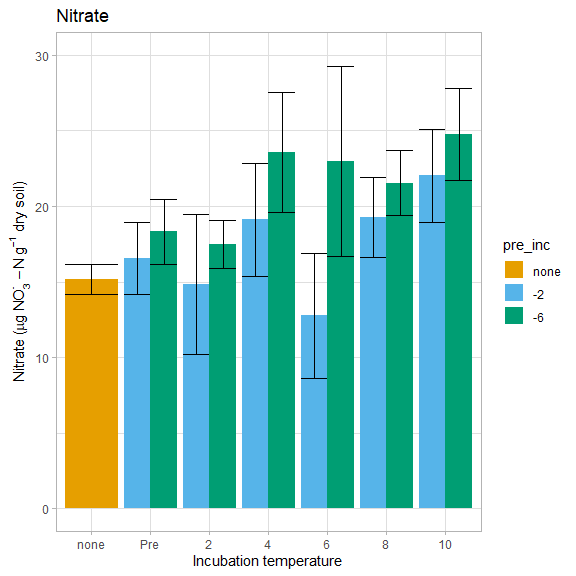 Nitrate
Nitrate (µg NO₃⁻ – N g⁻¹ dry soil)
30
20
10
0
none Pre 2 4 6 8 10
Incubation temperature
pre_inc
none
-2
-6